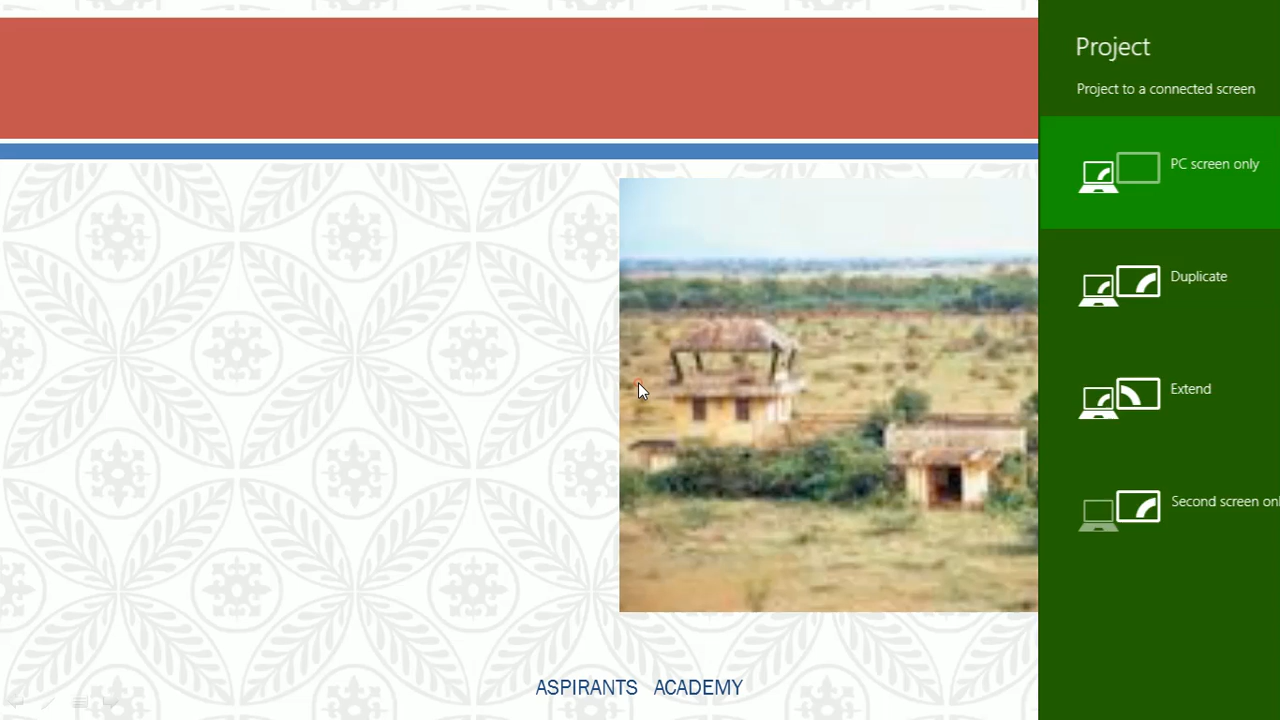 Project
Project to a connected screen
PC screen only
Duplicate
Extend
Second screen onl
ASPIRANTS ACADEMY